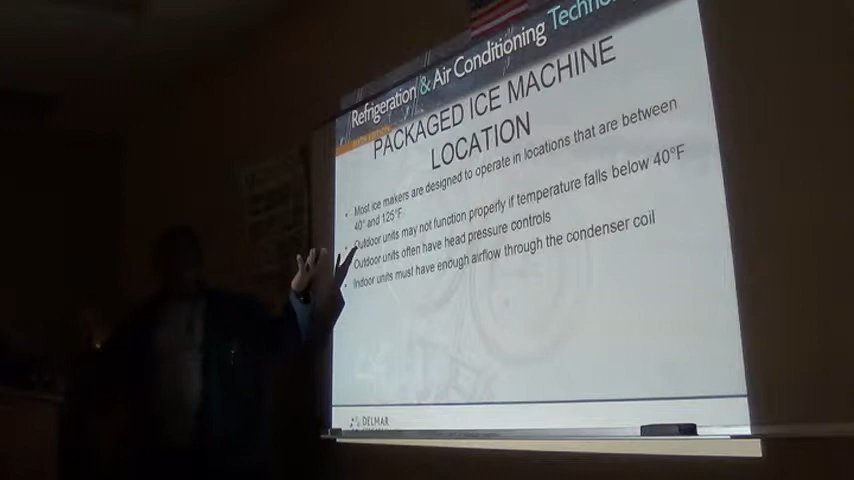 Refrigeration & Air Conditioning
PACKAGED ICE MACHINE
LOCATION
• Most ice makers are designed to operate in locations that are between
40° and 125°F
• Outdoor units may not function properly if temperature falls below 40°F
Outdoor units often have head pressure controls
• Indoor units must have enough airflow through the condenser coil
DELMAR